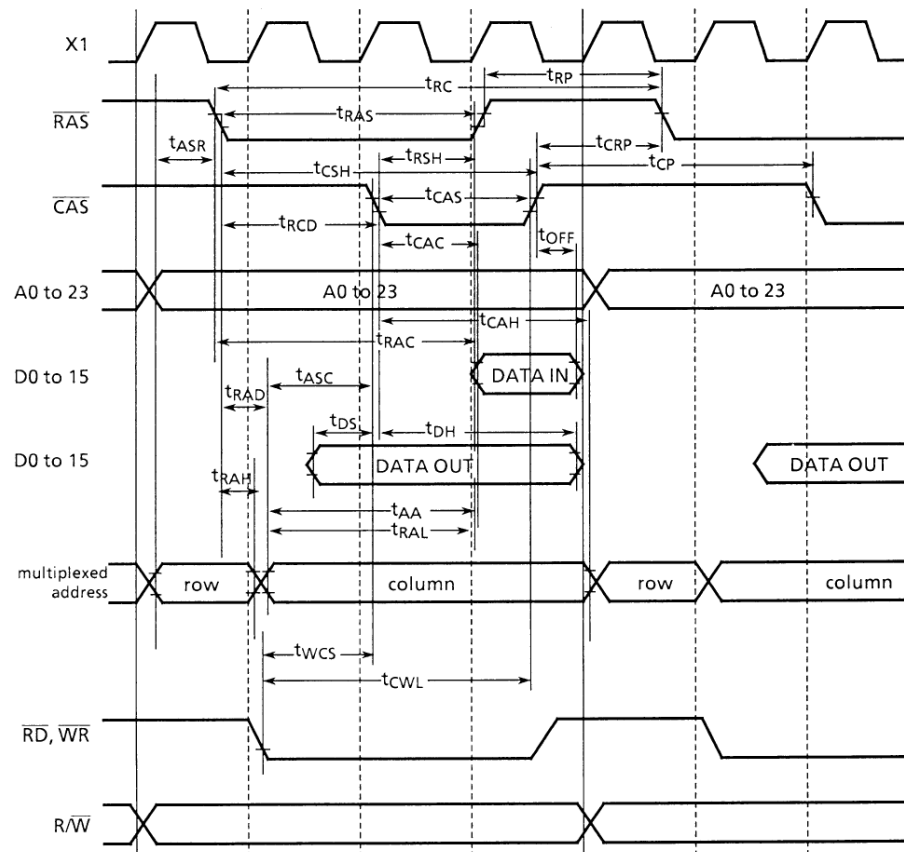 X1
tRC
tRP
RAS
tRAS
tASR
tRSH
tCRP
tCSH
tCP
CAS
tCAS
tRCD
tCAC
tOFF
A0 to 23
A0 to 23
A0 to 23
tCAH
tRAC
D0 to 15
DATA IN
tASC
tRAD
tDS
tDH
D0 to 15
DATA OUT
DATA OUT
tRAH
tAA
tRAL
multiplexed
address
row
column
row
column
tWCS
tCWL
RD, WR
R/W